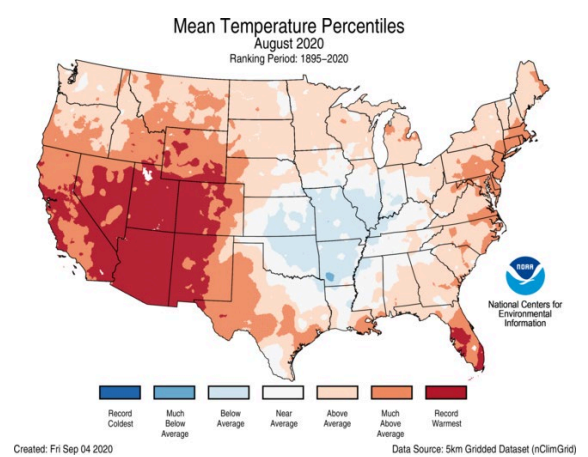 Mean Temperature Percentiles
August 2020
Ranking Period: 1895–2020
NOAA
National Centers for
Environmental
Information
Record
Coldest
Much
Below
Average
Below
Average
Near
Average
Above
Average
Much
Above
Average
Record
Warmest
Created: Fri Sep 04 2020
Data Source: 5km Gridded Dataset (nClimGrid)